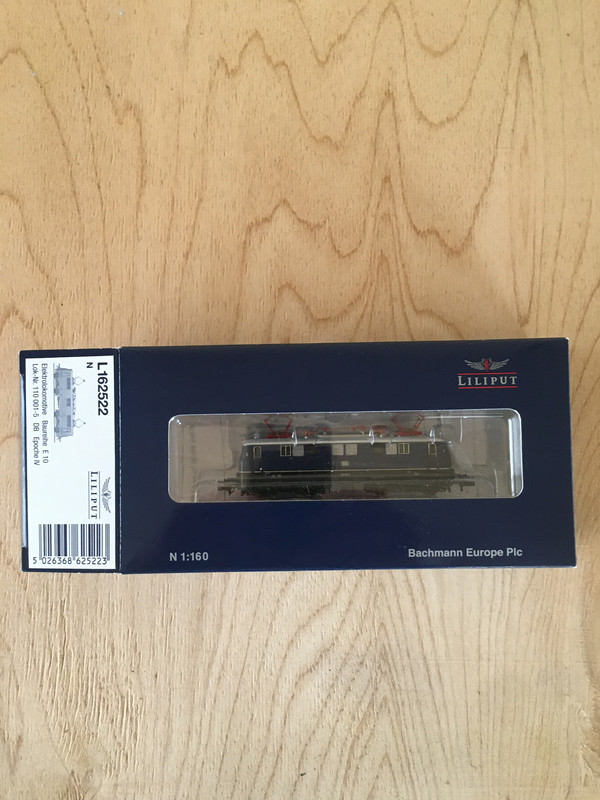 L162522
N
Elektrolokomotive Baureihe E 10
Lok-Nr. 110 001-5 DB Epoche IV
LILIPUT
5 026368 625223
LILIPUT
N 1:160
Bachmann Europe Plc